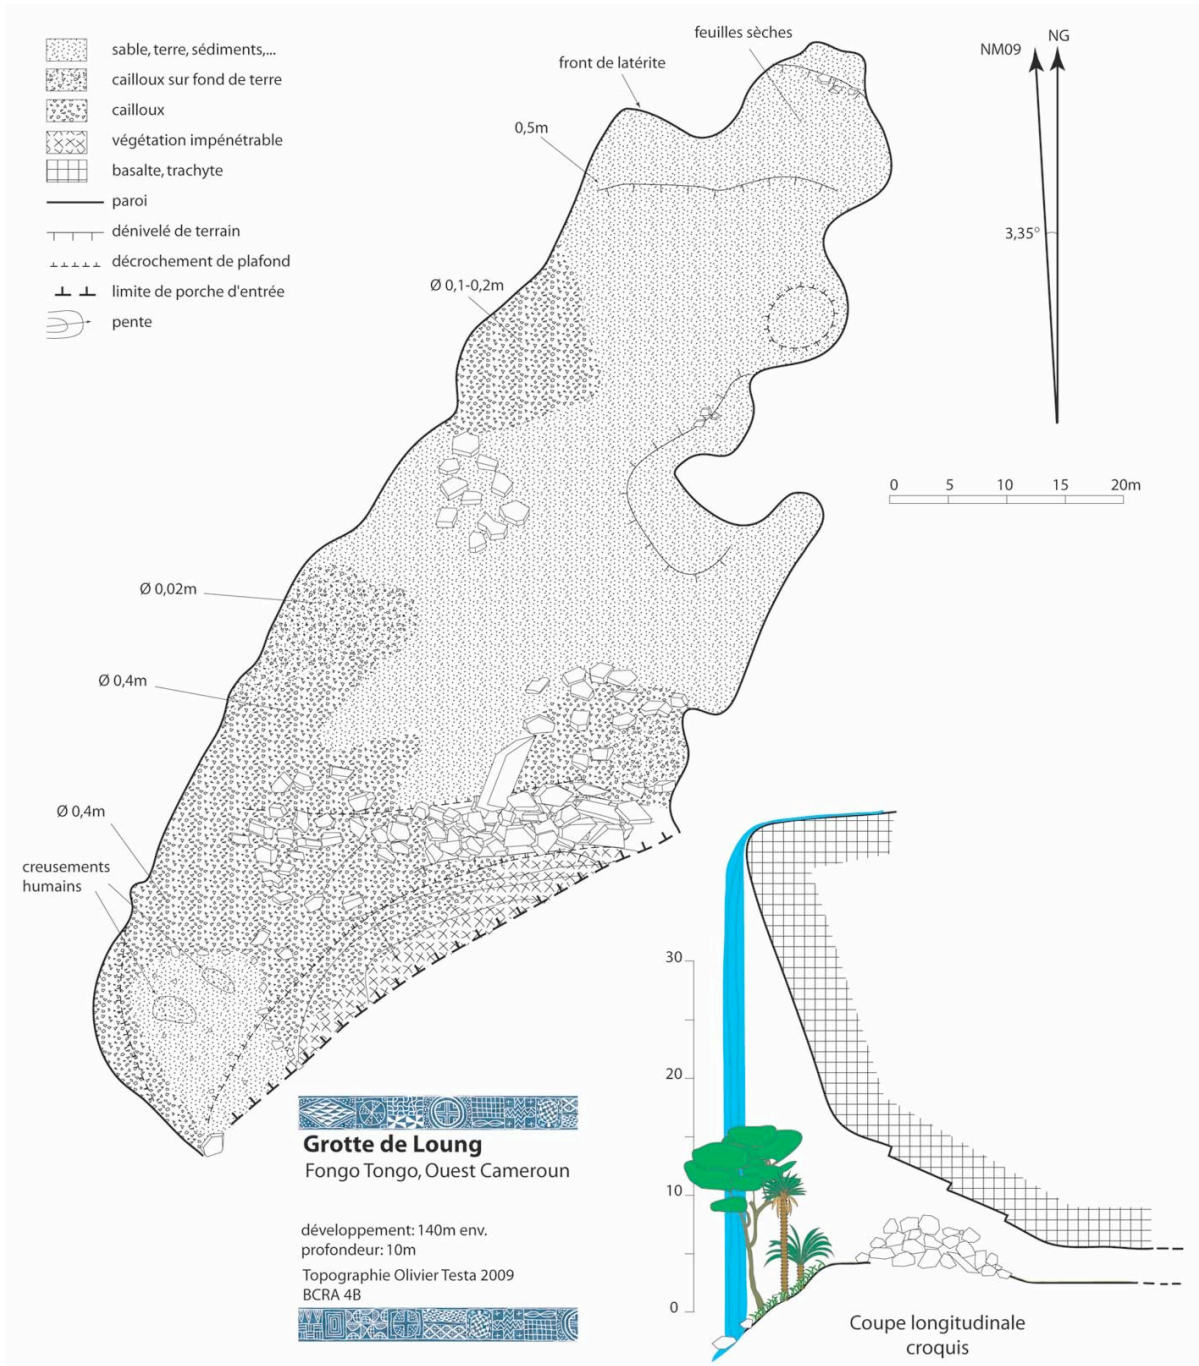 sable, terre, sédiments,...
cailloux sur fond de terre
cailloux
végétation impénétrable
basalte, trachyte
paroi
dénivelé de terrain
décrochement de plafond
limite de porche d'entrée
pente
feuilles sèches
front de latérite
0,5m
Ø 0,1-0,2m
Ø 0,02m
Ø 0,4m
Ø 0,4m
creusements
humains
NM09
NG
3,35°
0 5 10 15 20m
Grotte de Loung
Fongo Tongo, Ouest Cameroun
développement: 140m env.
profondeur: 10m
Topographie Olivier Testa 2009
BCRA 4B
30
20
10
0
Coupe longitudinale
croquis